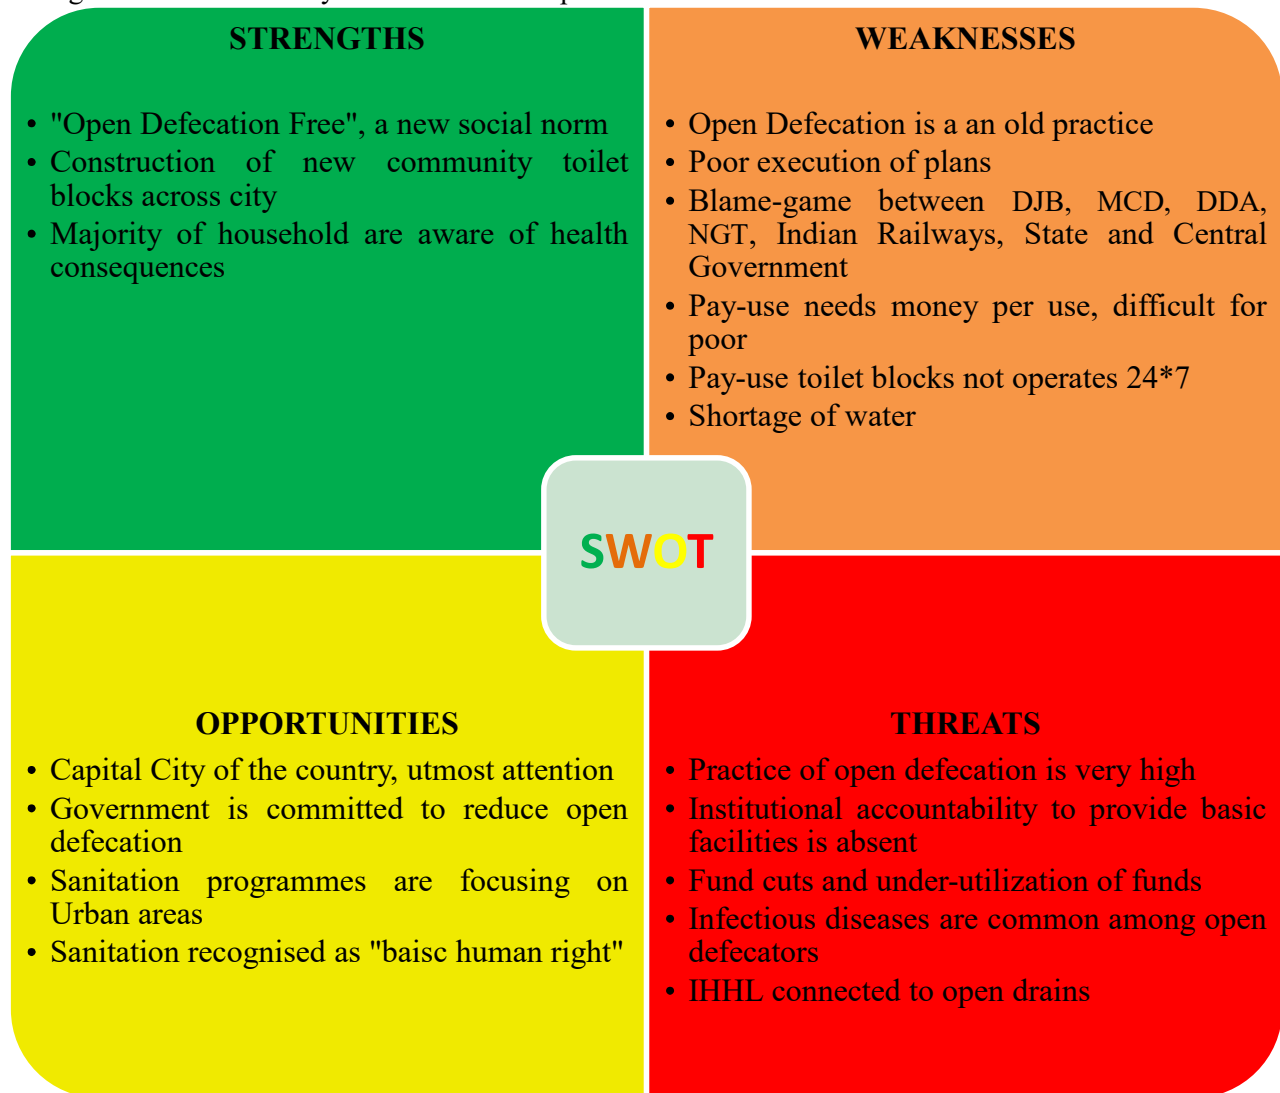 STRENGTHS
• "Open Defecation Free", a new social norm
• Construction of new community toilet
blocks across city
• Majority of household are aware of health
consequences
WEAKNESSES
• Open Defecation is a an old practice
• Poor execution of plans
• Blame-game between DJB, MCD, DDA,
NGT, Indian Railways, State and Central
Government
• Pay-use needs money per use, difficult for
poor
• Pay-use toilet blocks not operates 24*7
• Shortage of water
SWOT
OPPORTUNITIES
• Capital City of the country, utmost attention
• Government is committed to reduce open
defecation
• Sanitation programmes are focusing on
Urban areas
• Sanitation recognised as "baisc human right"
THREATS
• Practice of open defecation is very high
• Institutional accountability to provide basic
facilities is absent
• Fund cuts and under-utilization of funds
• Infectious diseases are common among open
defecators
• IHHL connected to open drains